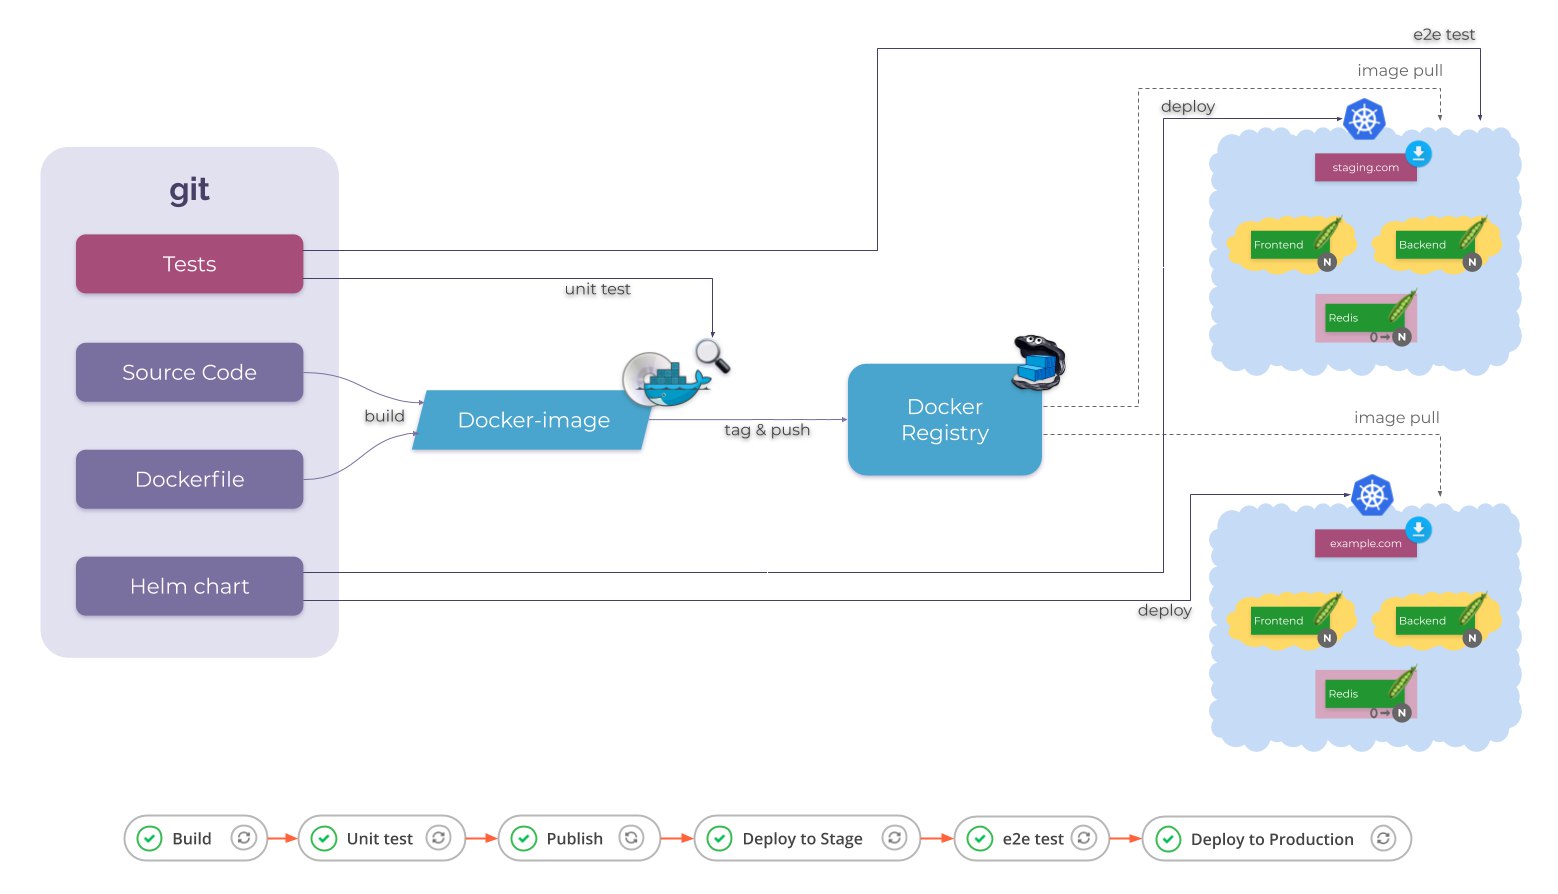 e2e test
image pull
deploy
staging.com
Frontend
N
Backend
N
Redis
0→ N
git
Tests
Source Code
Dockerfile
Helm chart
unit test
build
Docker-image
tag & push
Docker
Registry
image pull
deploy
example.com
Frontend
N
Backend
N
Redis
0→ N
Build
Unit test
Publish
Deploy to Stage
e2e test
Deploy to Production